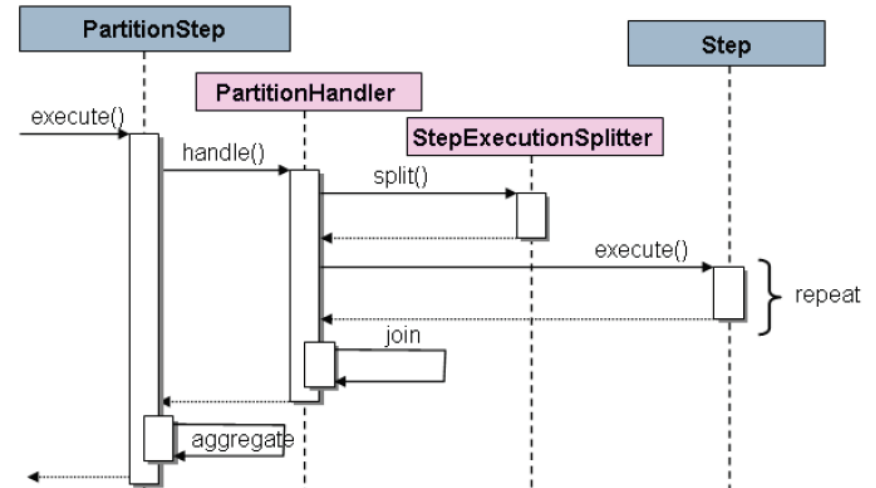 PartitionStep
Step
PartitionHandler
execute()
StepExecutionSplitter
handle()
split()
execute()
repeat
join
aggregate